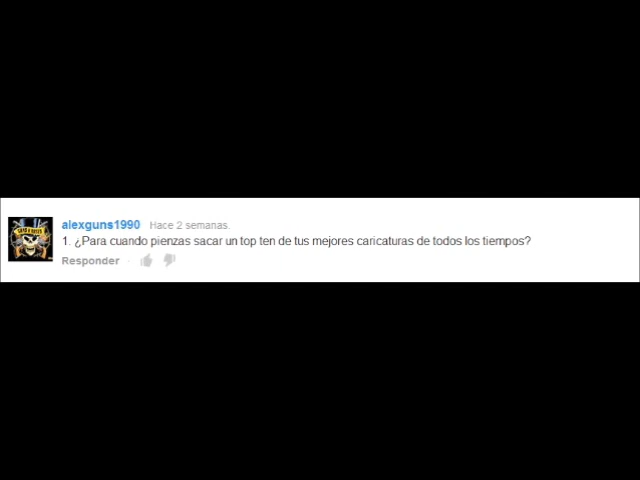 alexguns1990 Hace 2 semanas.
1. ¿Para cuando pienzas sacar un top ten de tus mejores caricaturas de todos los tiempos?
Responder ·